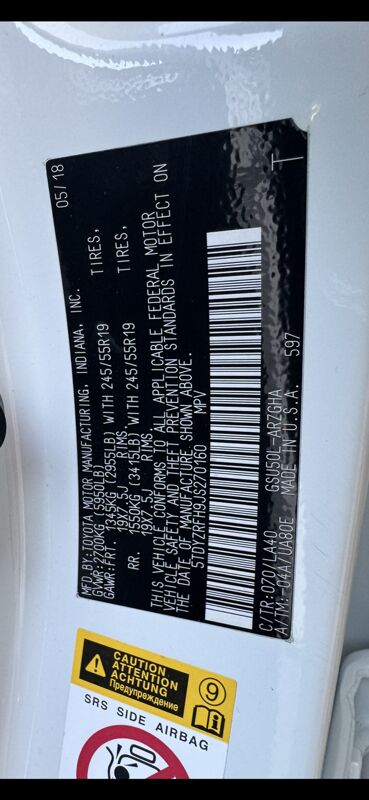 MFD.BY:TOYOTA MOTOR MANUFACTURING, INDIANA, INC. 05/18
GVWR:2700KG (5950LB)
GAWR:FRT. 1345KG (2955LB) WITH 245/55R19 TIRES,
19X7.5J RIMS,
RR. 1550KG (3415LB) WITH 245/55R19 TIRES,
19X7.5J RIMS.
THIS VEHICLE CONFORMS TO ALL APPLICABLE FEDERAL MOTOR
VEHICLE SAFETY AND THEFT PREVENTION STANDARDS IN EFFECT ON
THE DATE OF MANUFACTURE SHOWN ABOVE.
5TDYZRFH9JS270160 MPV
C/TR:070/LA40 GSU50L-ARZGHA
A/TM:-04A/UA80E MADE IN U.S.A. 597
T
CAUTION
ATTENTION
ACHTUNG
Предупреждение
9
i
SRS SIDE AIRBAG